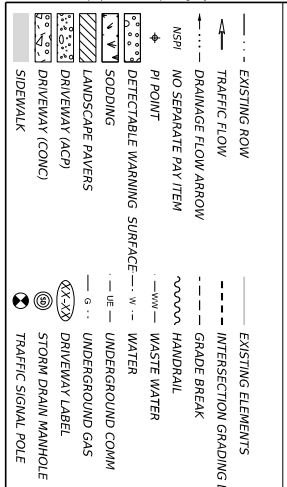 EXISTING ROW
TRAFFIC FLOW
DRAINAGE FLOW ARROW
NSPI NO SEPARATE PAY ITEM
PI POINT
DETECTABLE WARNING SURFACE
SODDING
LANDSCAPE PAVERS
DRIVEWAY (ACP)
DRIVEWAY (CONC)
SIDEWALK
EXISTING ELEMENTS
INTERSECTION GRADING
GRADE BREAK
HANDRAIL
WW WASTE WATER
W WATER
UE UNDERGROUND COMM
G UNDERGROUND GAS
XX-XX DRIVEWAY LABEL
SD STORM DRAIN MANHOLE
TRAFFIC SIGNAL POLE